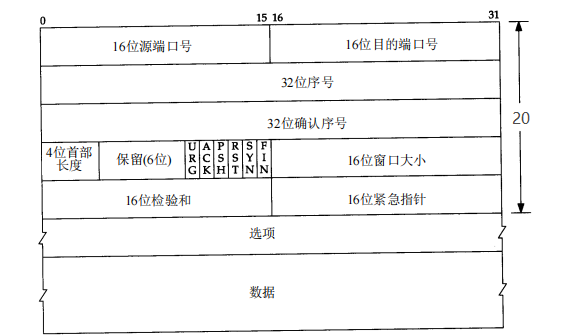 0 15 16 31
16位源端口号 16位目的端口号
32位序号
20
32位确认序号
4位首部
长度
保留(6位)
URG
ACK
PSH
RST
SYN
FIN
16位窗口大小
16位检验和 16位紧急指针
选项
数据